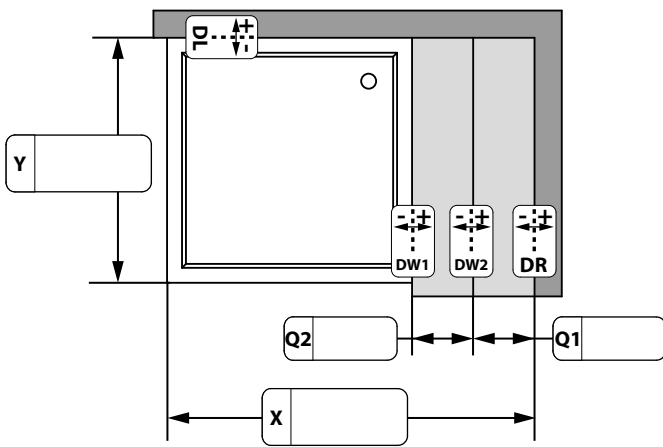 DL + -
Y
- +
DW1
- +
DW2
- +
DR
Q2
Q1
X